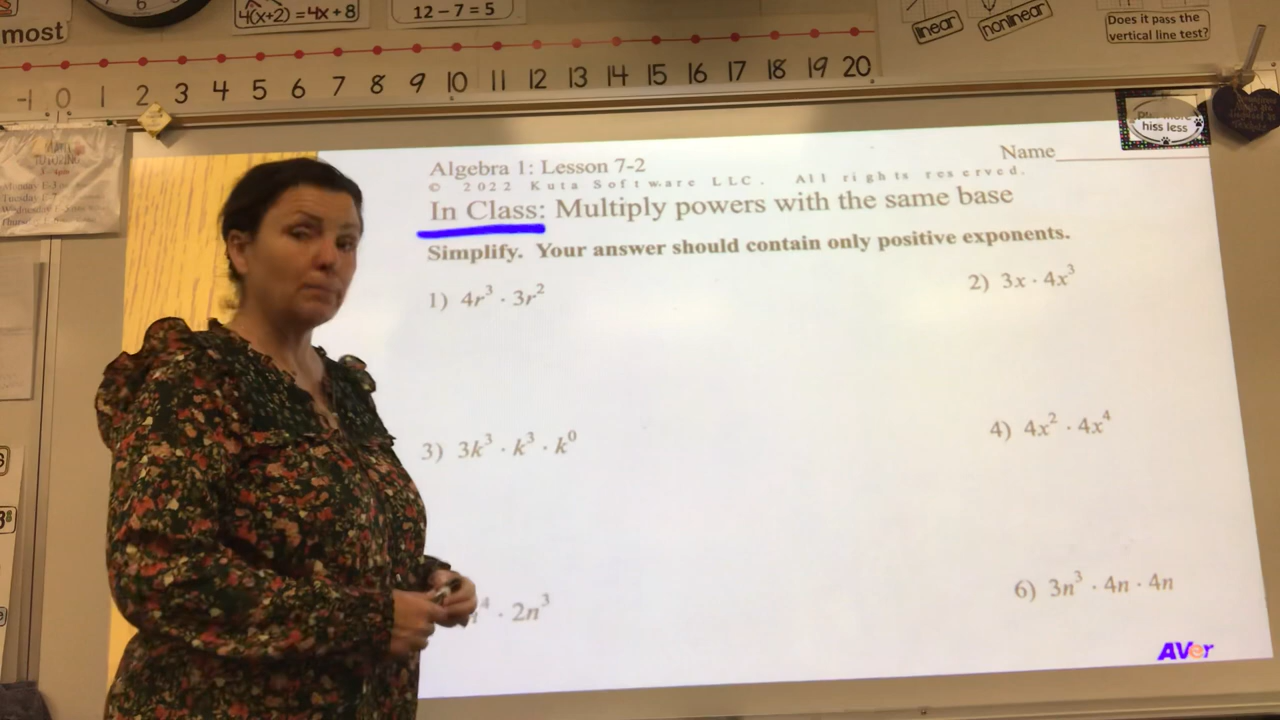 most
6
4(x+2) = 4x + 8
12 – 7 = 5
linear
nonlinear
Does it pass the
vertical line test?
-1 0 1 2 3 4 5 6 7 8 9 10 11 12 13 14 15 16 17 18 19 20
hiss less
Monday
Tuesday
Algebra 1: Lesson 7-2
Name
© 2022 Kuta Software LLC. All rights reserved.
In Class: Multiply powers with the same base
Simplify. Your answer should contain only positive exponents.
1) 4r³ · 3r²
2) 3x · 4x³
3) 3k³ · k³ · k⁰
4) 4x² · 4x⁴
⁴ · 2n³
6) 3n³ · 4n · 4n
AVer